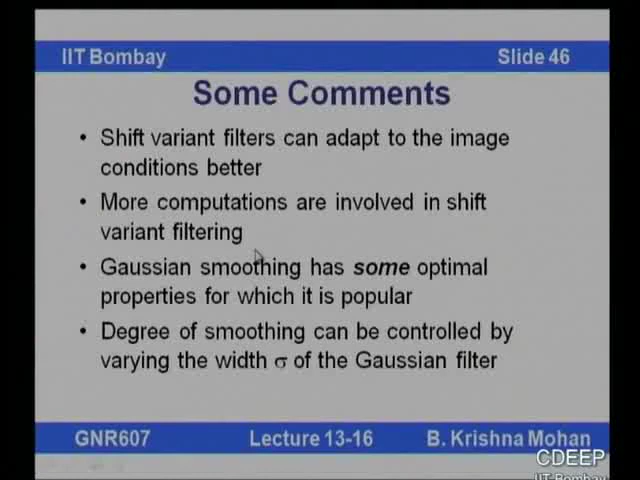 IIT Bombay
Slide 46
Some Comments
• Shift variant filters can adapt to the image
conditions better
• More computations are involved in shift
variant filtering
• Gaussian smoothing has some optimal
properties for which it is popular
• Degree of smoothing can be controlled by
varying the width σ of the Gaussian filter
GNR607
Lecture 13-16
B. Krishna Mohan
CDEEP
IIT Bombay